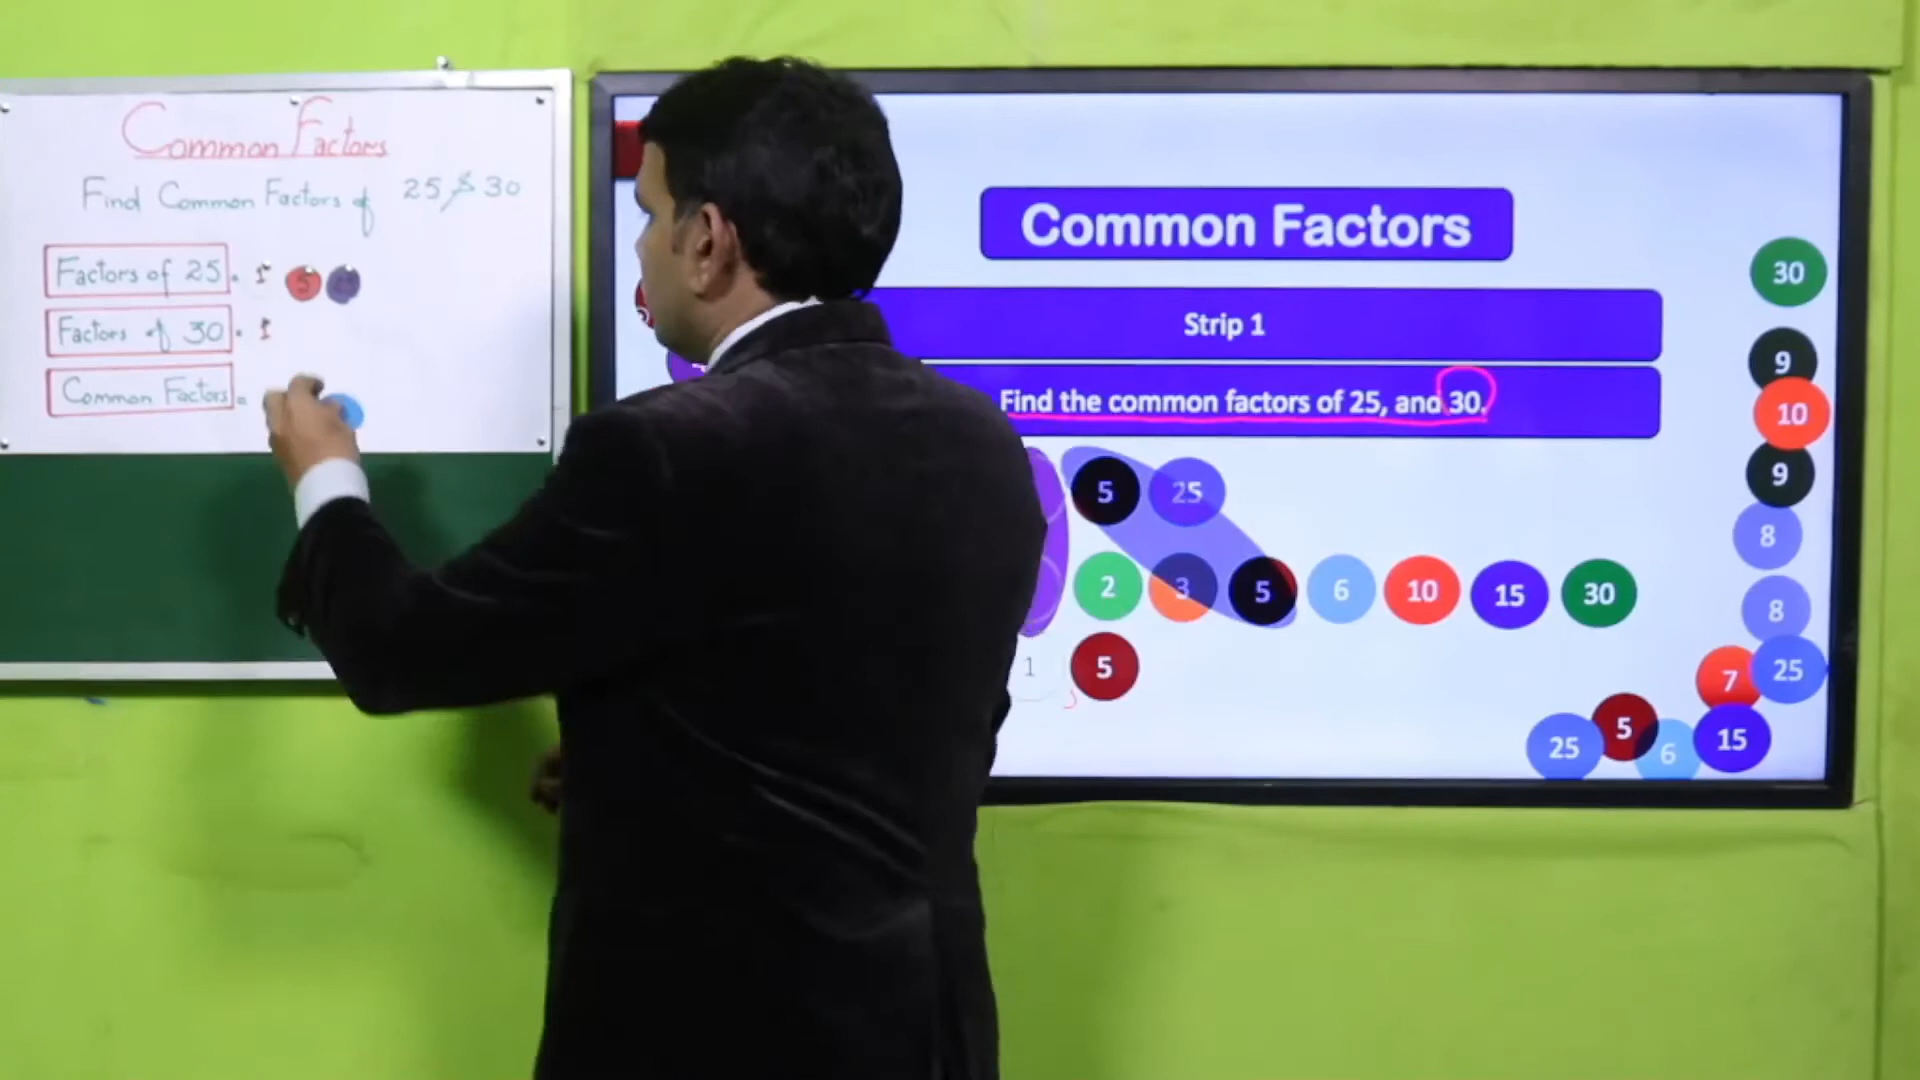 Common Factors
Find Common Factors of 25 & 30
Factors of 25 = 1 5
Factors of 30 = 1
Common Factors =
Common Factors
Strip 1
Find the common factors of 25, and 30.
5 25
2 3 5 6 10 15 30
1 5
30
9
10
9
8
8
7 25
25 5 6 15